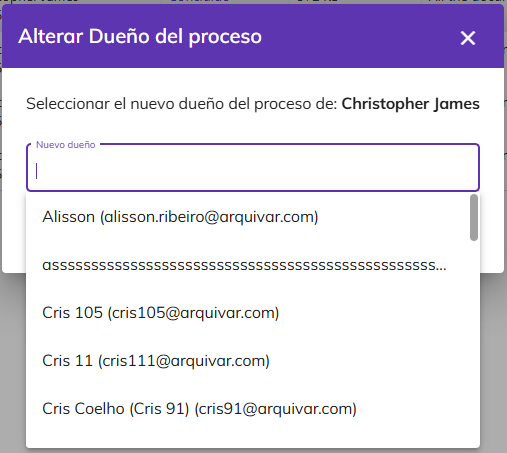 Alterar Dueño del proceso
Seleccionar el nuevo dueño del proceso de: Christopher James
Nuevo dueño
Alisson (alisson.ribeiro@arquivar.com)
asssssssssssssssssssssssssssssssssssssssssssssssss...
Cris 105 (cris105@arquivar.com)
Cris 11 (cris111@arquivar.com)
Cris Coelho (Cris 91) (cris91@arquivar.com)